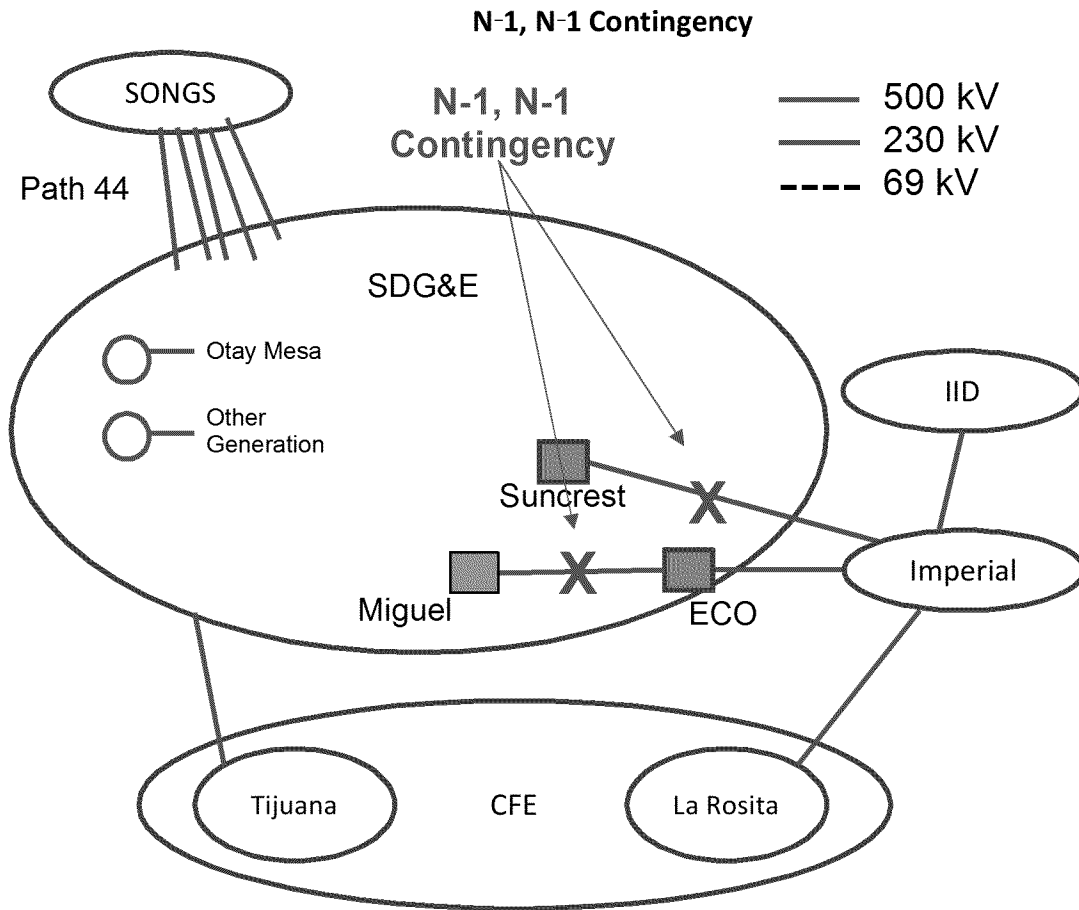 N-1, N-1 Contingency
SONGS
N-1, N-1
Contingency
500 kV
230 kV
69 kV
Path 44
SDG&E
Otay Mesa
Other
Generation
IID
Suncrest
Imperial
Miguel
ECO
Tijuana
CFE
La Rosita